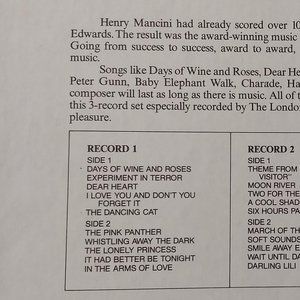 Henry Mancini had already scored over 10
Edwards. The result was the award-winning music
Going from success to success, award to award,
music.
Songs like Days of Wine and Roses, Dear He
Peter Gunn, Baby Elephant Walk, Charade, Ha
composer will last as long as there is music. All of t
this 3-record set especially recorded by The London
pleasure.
RECORD 1
SIDE 1
DAYS OF WINE AND ROSES
EXPERIMENT IN TERROR
DEAR HEART
I LOVE YOU AND DON'T YOU
FORGET IT
THE DANCING CAT
SIDE 2
THE PINK PANTHER
WHISTLING AWAY THE DARK
THE LONELY PRINCESS
IT HAD BETTER BE TONIGHT
IN THE ARMS OF LOVE
RECORD 2
SIDE 1
THEME FROM
VISITOR"
MOON RIVER
TWO FOR THE
A COOL SHAD
SIX HOURS PA
SIDE 2
MARCH OF TH
SOFT SOUNDS
SMILE AWAY E
WAIT UNTIL DA
DARLING LILI